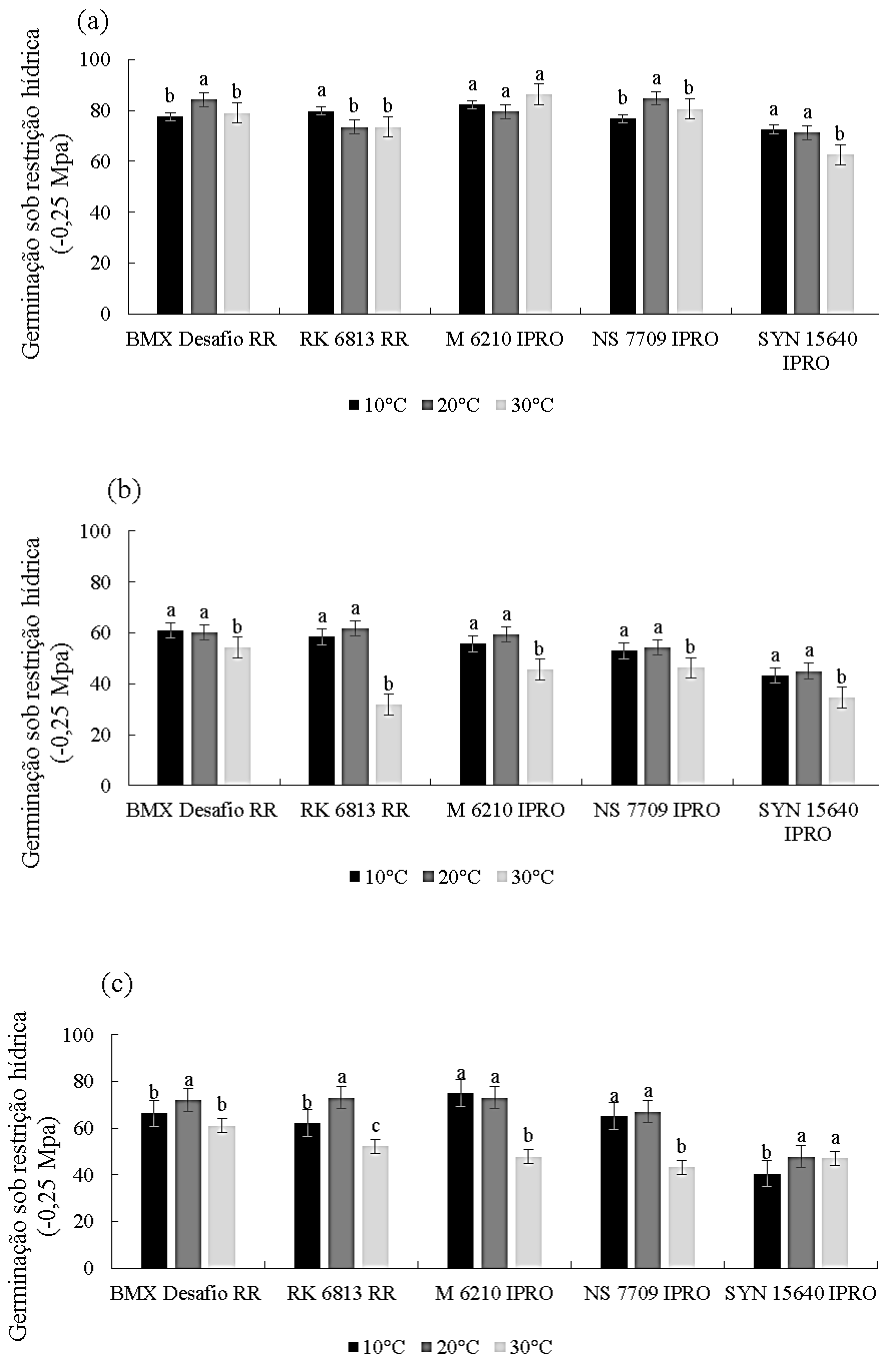 (a)
Germinação sob restrição hídrica
(-0,25 Mpa)
100
80
60
40
20
0
b a b
a b b
a a a
b a b
a a b
BMX Desafio RR RK 6813 RR M 6210 IPRO NS 7709 IPRO SYN 15640
IPRO
10°C 20°C 30°C
(b)
Germinação sob restrição hídrica
(-0,25 Mpa)
100
80
60
40
20
0
a a b
a a b
a a b
a a b
a a b
BMX Desafio RR RK 6813 RR M 6210 IPRO NS 7709 IPRO SYN 15640
IPRO
10°C 20°C 30°C
(c)
Germinação sob restrição hídrica
(-0,25 Mpa)
100
80
60
40
20
0
b a b
b a c
a a b
a a b
b a a
BMX Desafio RR RK 6813 RR M 6210 IPRO NS 7709 IPRO SYN 15640 IPRO
10°C 20°C 30°C